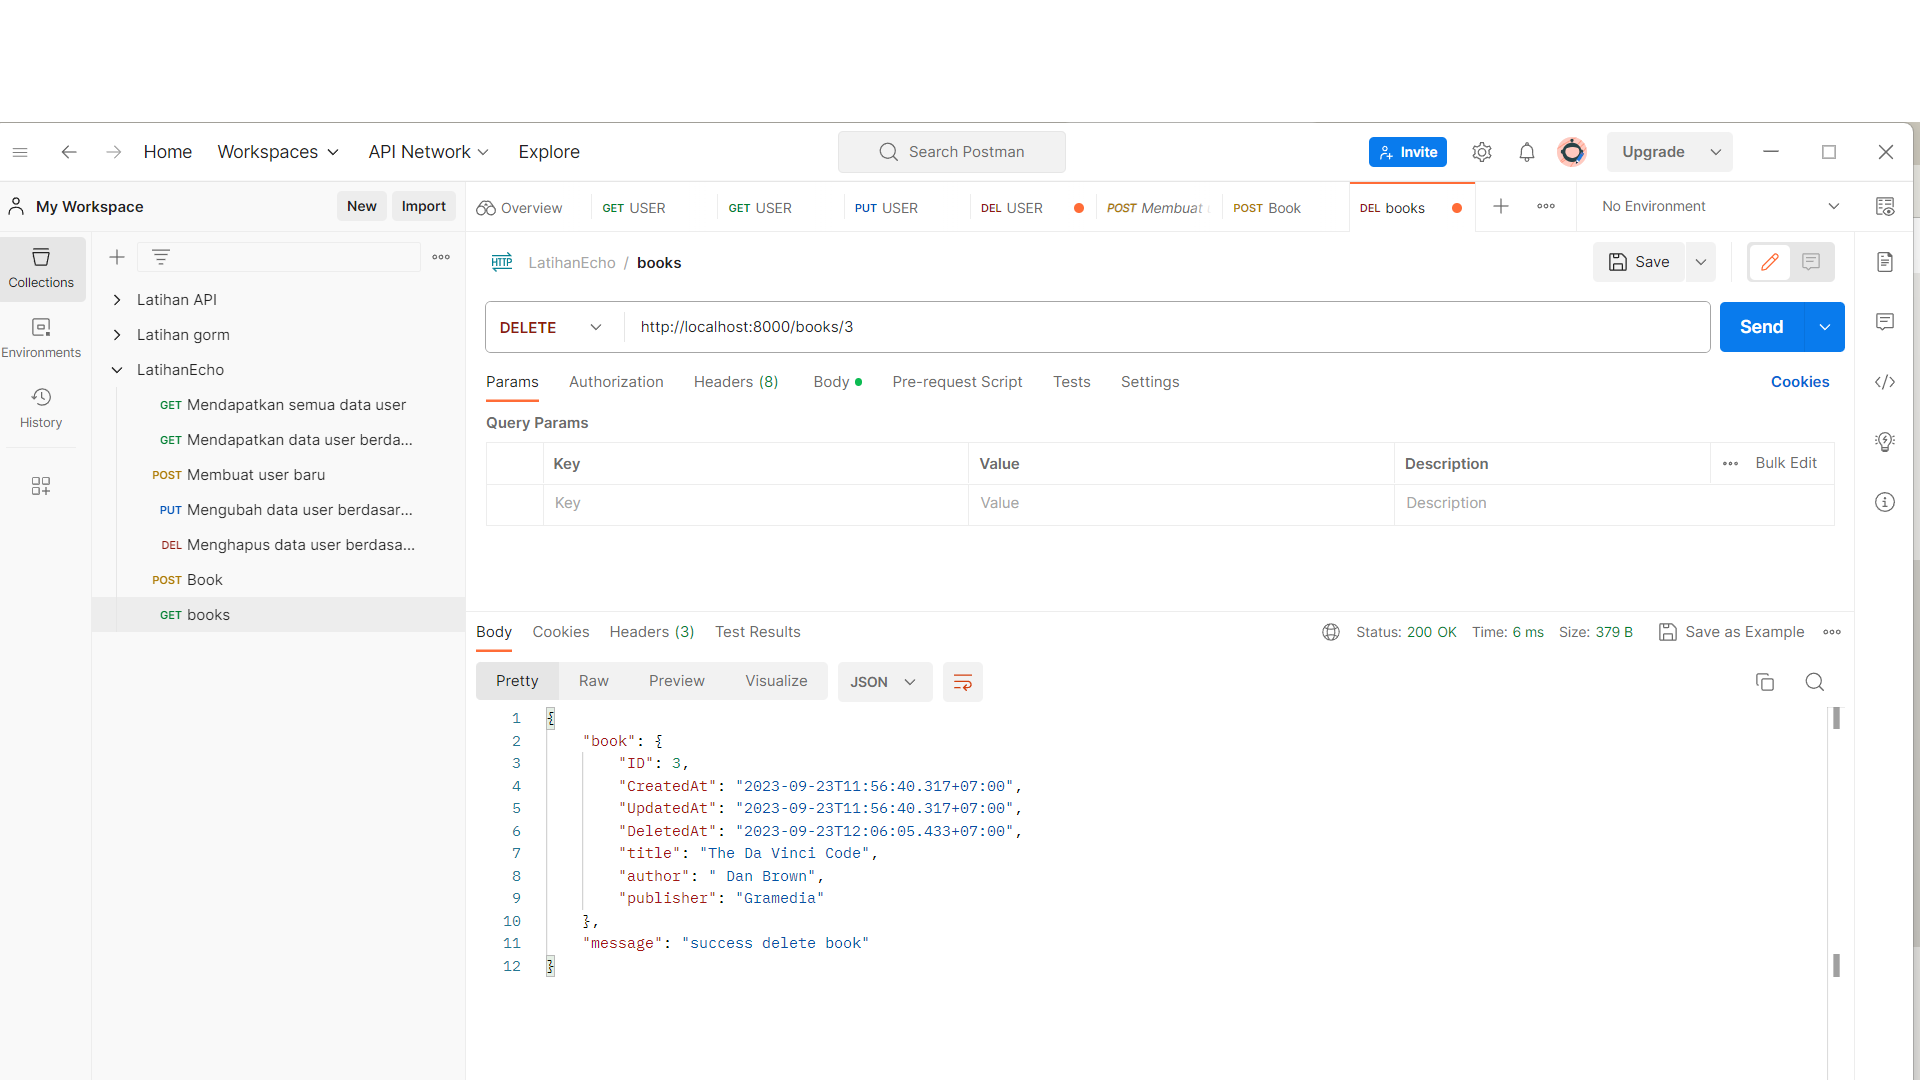 Home Workspaces API Network Explore Search Postman Invite Upgrade
My Workspace New Import Overview GET USER GET USER PUT USER DEL USER POST Membuat POST Book DEL books No Environment
Collections
Environments
History
Latihan API
Latihan gorm
LatihanEcho
GET Mendapatkan semua data user
GET Mendapatkan data user berda...
POST Membuat user baru
PUT Mengubah data user berdasar...
DEL Menghapus data user berdasa...
POST Book
GET books
HTTP LatihanEcho / books Save
DELETE http://localhost:8000/books/3 Send
Params Authorization Headers (8) Body Pre-request Script Tests Settings Cookies
Query Params
Key Value Description Bulk Edit
Key Value Description
Body Cookies Headers (3) Test Results Status: 200 OK Time: 6 ms Size: 379 B Save as Example
Pretty Raw Preview Visualize JSON
1 {
2 "book": {
3 "ID": 3,
4 "CreatedAt": "2023-09-23T11:56:40.317+07:00",
5 "UpdatedAt": "2023-09-23T11:56:40.317+07:00",
6 "DeletedAt": "2023-09-23T12:06:05.433+07:00",
7 "title": "The Da Vinci Code",
8 "author": " Dan Brown",
9 "publisher": "Gramedia"
10 },
11 "message": "success delete book"
12 }